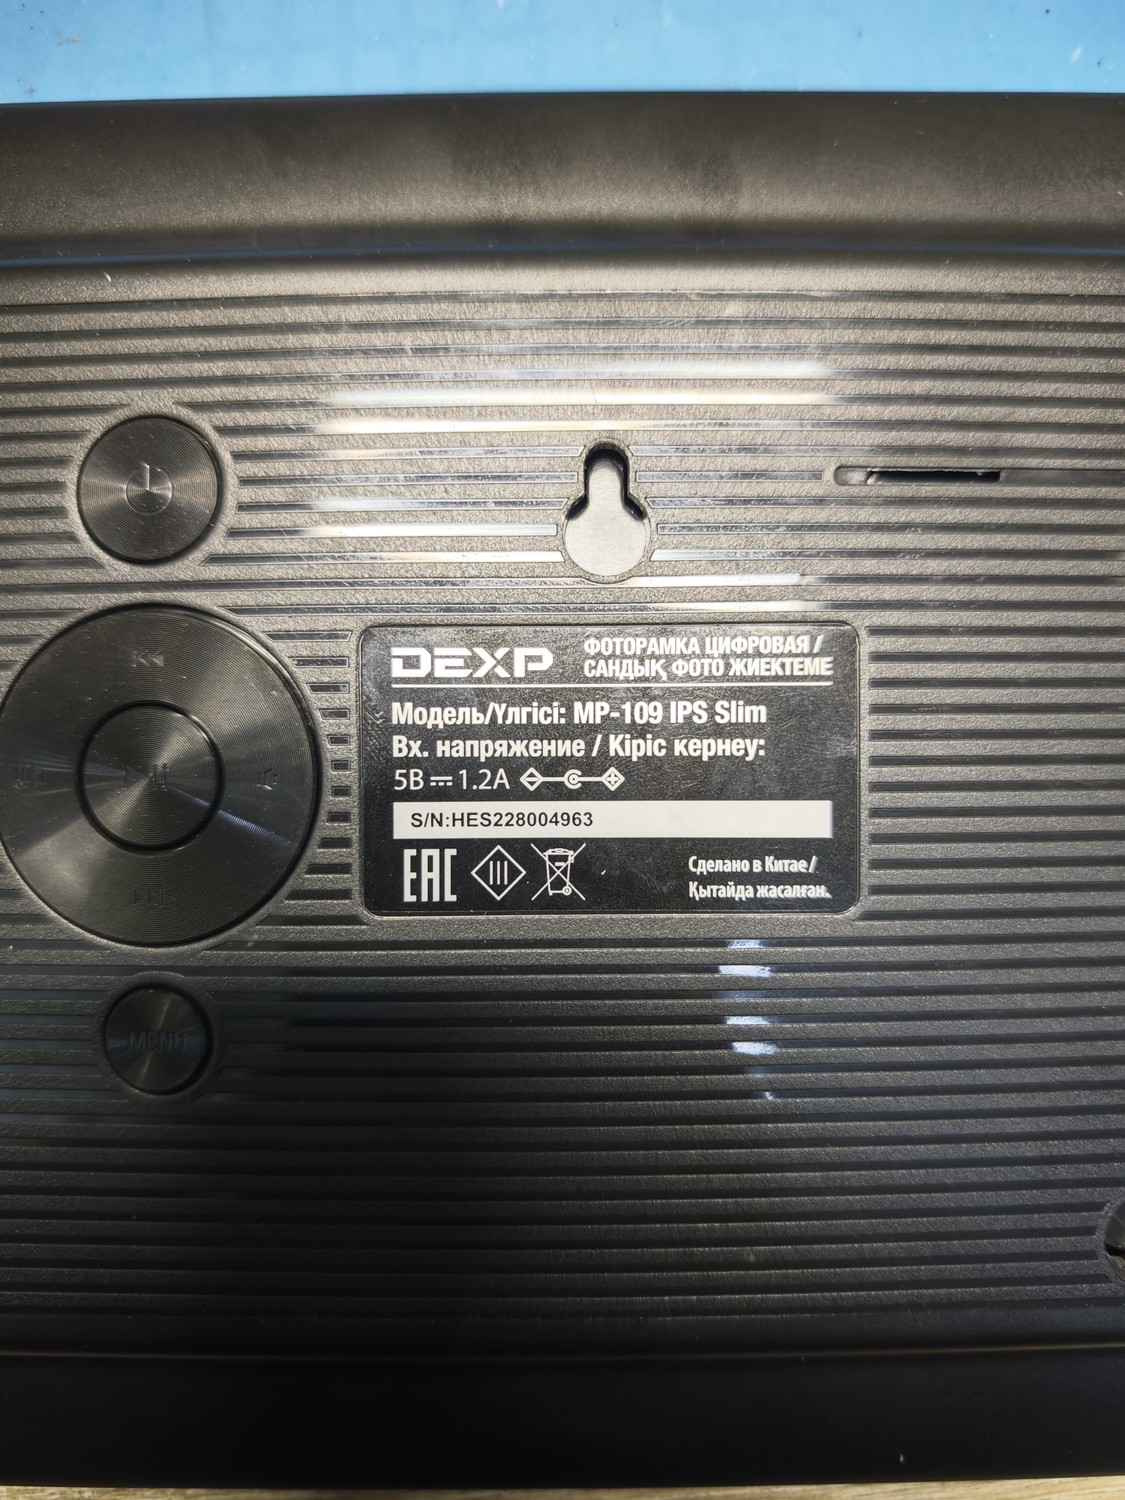 DEXP
ФОТОРАМКА ЦИФРОВАЯ /
САНДЫҚ ФОТО ЖИЕКТЕМЕ
Модель/Үлгісі: MP-109 IPS Slim
Вх. напряжение / Кіріс кернеу:
5В ⎓ 1.2А
S/N:HES228004963
EAC
Сделано в Китае/
Қытайда жасалған.
MENU